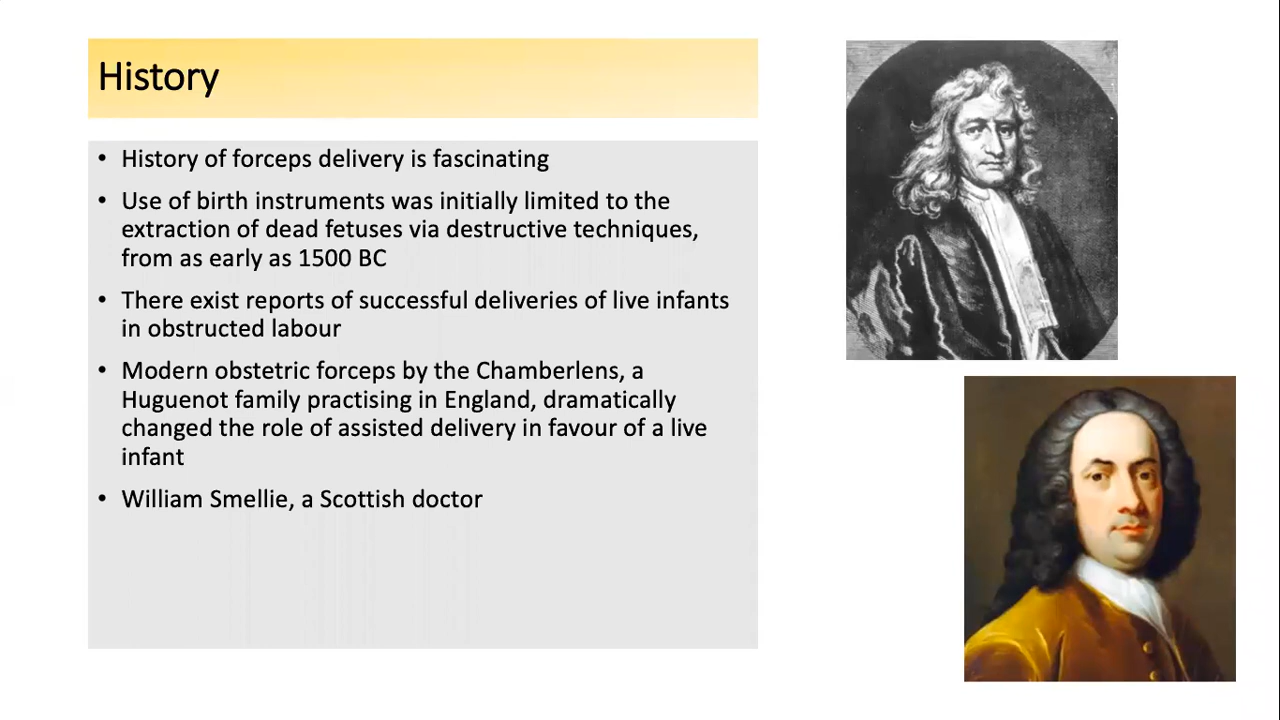 History
• History of forceps delivery is fascinating
• Use of birth instruments was initially limited to the
extraction of dead fetuses via destructive techniques,
from as early as 1500 BC
• There exist reports of successful deliveries of live infants
in obstructed labour
• Modern obstetric forceps by the Chamberlens, a
Huguenot family practising in England, dramatically
changed the role of assisted delivery in favour of a live
infant
• William Smellie, a Scottish doctor